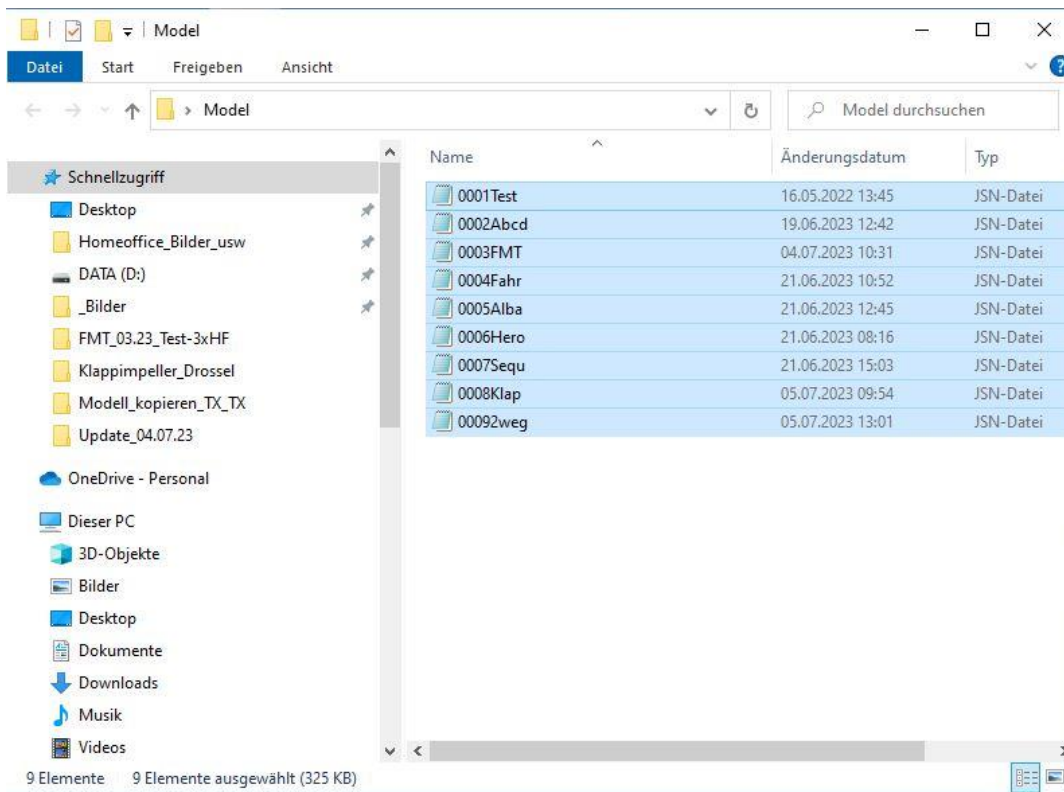 Model
Datei Start Freigeben Ansicht
Model Model durchsuchen
Name Änderungsdatum Typ
Schnellzugriff
Desktop
Homeoffice_Bilder_usw
DATA (D:)
_Bilder
FMT_03.23_Test-3xHF
Klappimpeller_Drossel
Modell_kopieren_TX_TX
Update_04.07.23
OneDrive - Personal
Dieser PC
3D-Objekte
Bilder
Desktop
Dokumente
Downloads
Musik
Videos
0001Test 16.05.2022 13:45 JSN-Datei
0002Abcd 19.06.2023 12:42 JSN-Datei
0003FMT 04.07.2023 10:31 JSN-Datei
0004Fahr 21.06.2023 10:52 JSN-Datei
0005Alba 21.06.2023 12:45 JSN-Datei
0006Hero 21.06.2023 08:16 JSN-Datei
0007Sequ 21.06.2023 15:03 JSN-Datei
0008Klap 05.07.2023 09:54 JSN-Datei
00092weg 05.07.2023 13:01 JSN-Datei
9 Elemente 9 Elemente ausgewählt (325 KB)